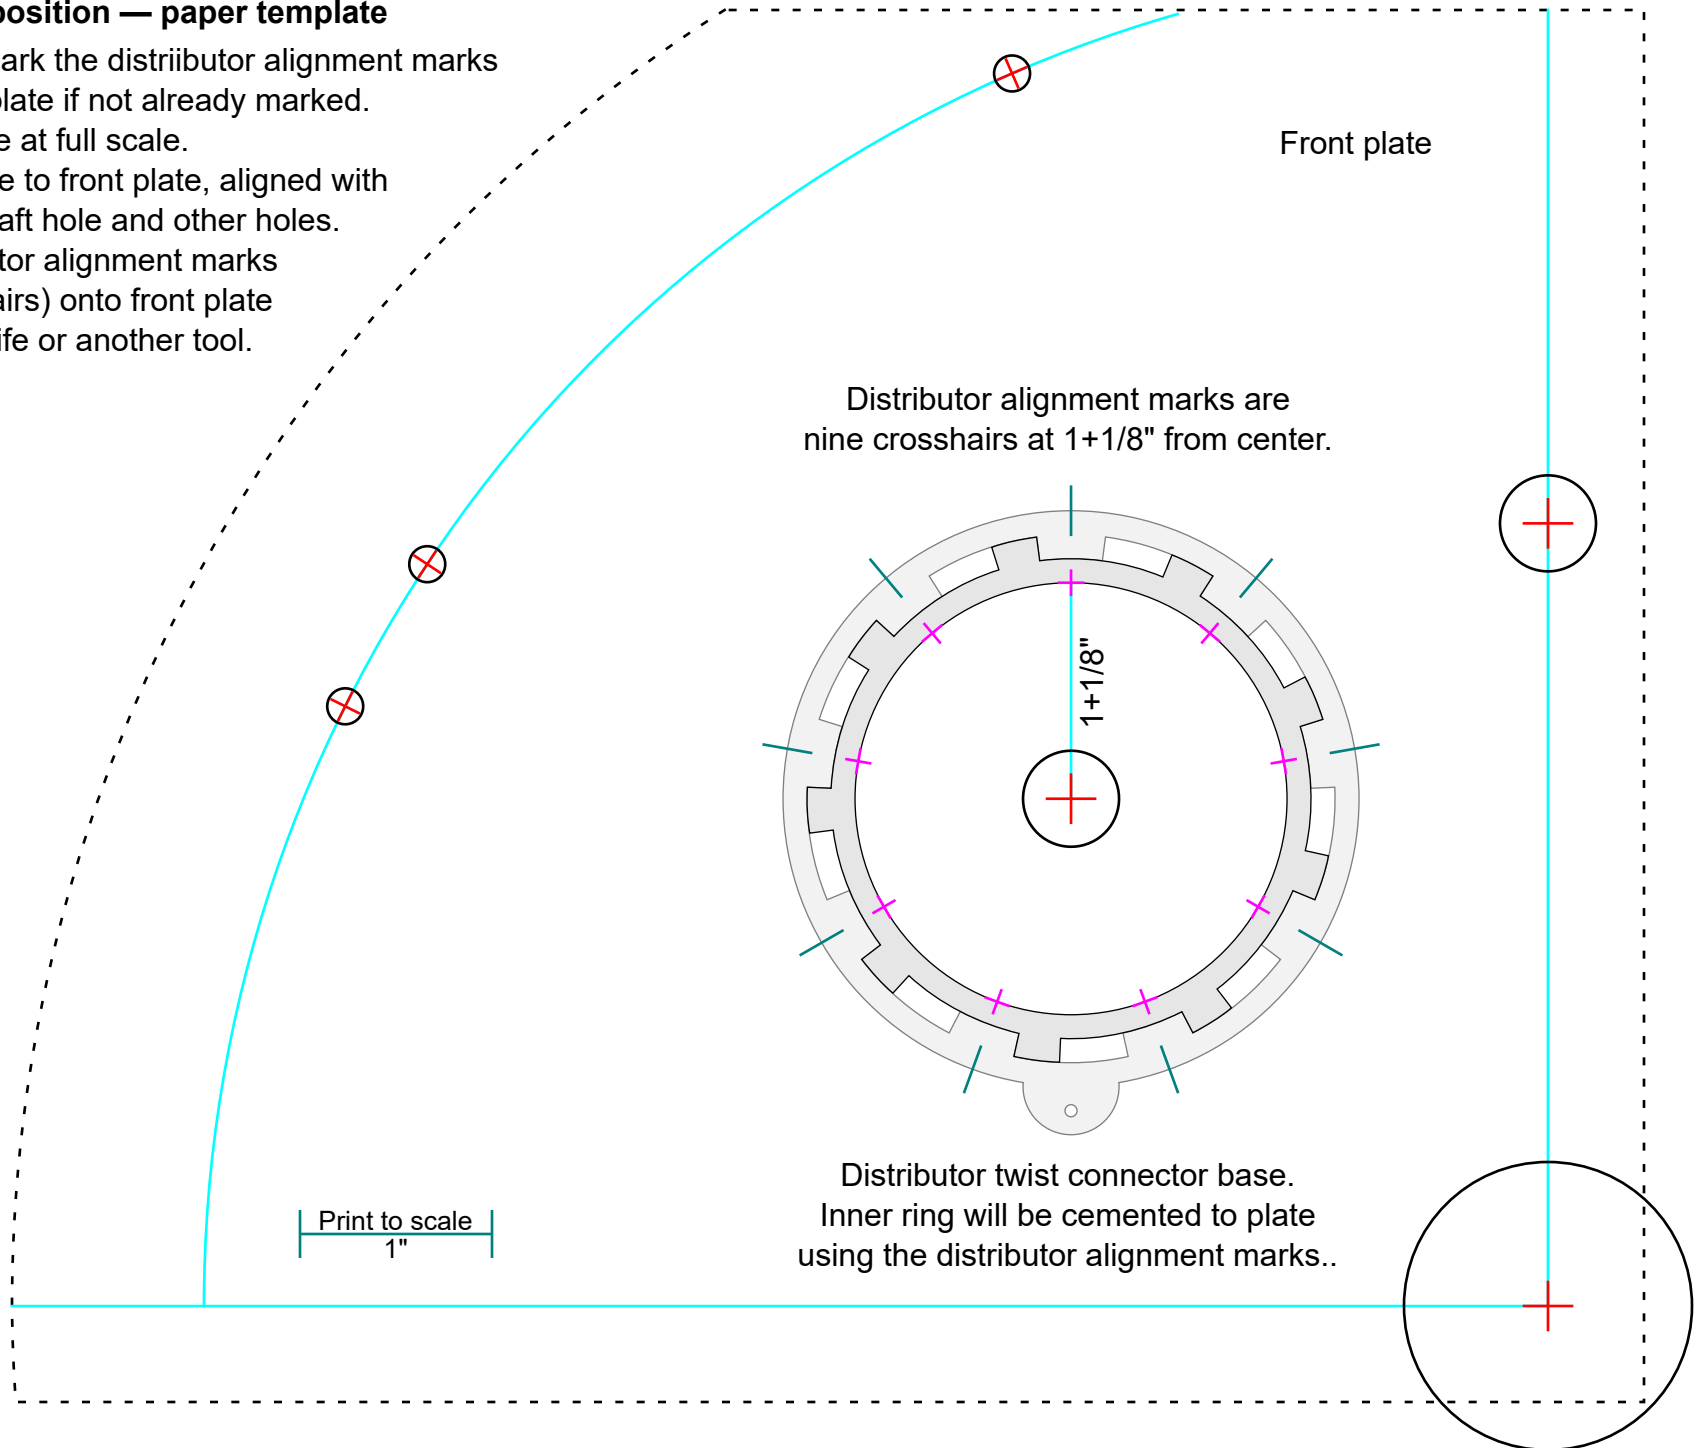 position — paper template
ark the distriibutor alignment marks
plate if not already marked.
e at full scale.
e to front plate, aligned with
aft hole and other holes.
tor alignment marks
airs) onto front plate
ife or another tool.
Front plate
Distributor alignment marks are
nine crosshairs at 1+1/8" from center.
1+1/8"
Distributor twist connector base.
Inner ring will be cemented to plate
using the distributor alignment marks..
Print to scale
1"